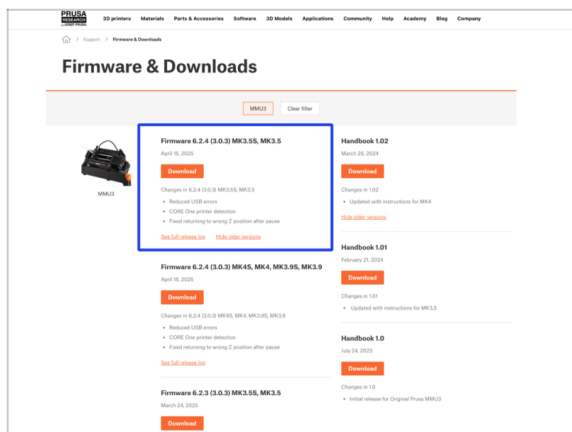 PRUSA
RESEARCH
by JOSEF PRUSA
3D printers Materials Parts & Accessories Software 3D Models Applications Community Help Academy Blog Company
Support > Firmware & Downloads
Firmware & Downloads
MMU3 Clear filter
MMU3
Firmware 6.2.4 (3.0.3) MK3.5S, MK3.5
April 15, 2025
Download
Changes in 6.2.4 (3.0.3) MK3.5S, MK3.5
• Reduced USB errors
• CORE One printer detection
• Fixed returning to wrong Z position after pause
See full release log Hide older versions
Firmware 6.2.4 (3.0.3) MK4S, MK4, MK3.9S, MK3.9
April 15, 2025
Download
Changes in 6.2.4 (3.0.3) MK4S, MK4, MK3.9S, MK3.9
• Reduced USB errors
• CORE One printer detection
• Fixed returning to wrong Z position after pause
See full release log
Firmware 6.2.3 (3.0.3) MK3.5S, MK3.5
March 24, 2025
Download
Handbook 1.02
March 26, 2024
Download
Changes in 1.02
• Updated with instructions for MK4
Hide older versions
Handbook 1.01
February 21, 2024
Download
Changes in 1.01
• Updated with instructions for MK3.5
Handbook 1.0
July 24, 2023
Download
Changes in 1.0
• Initial release for Original Prusa MMU3